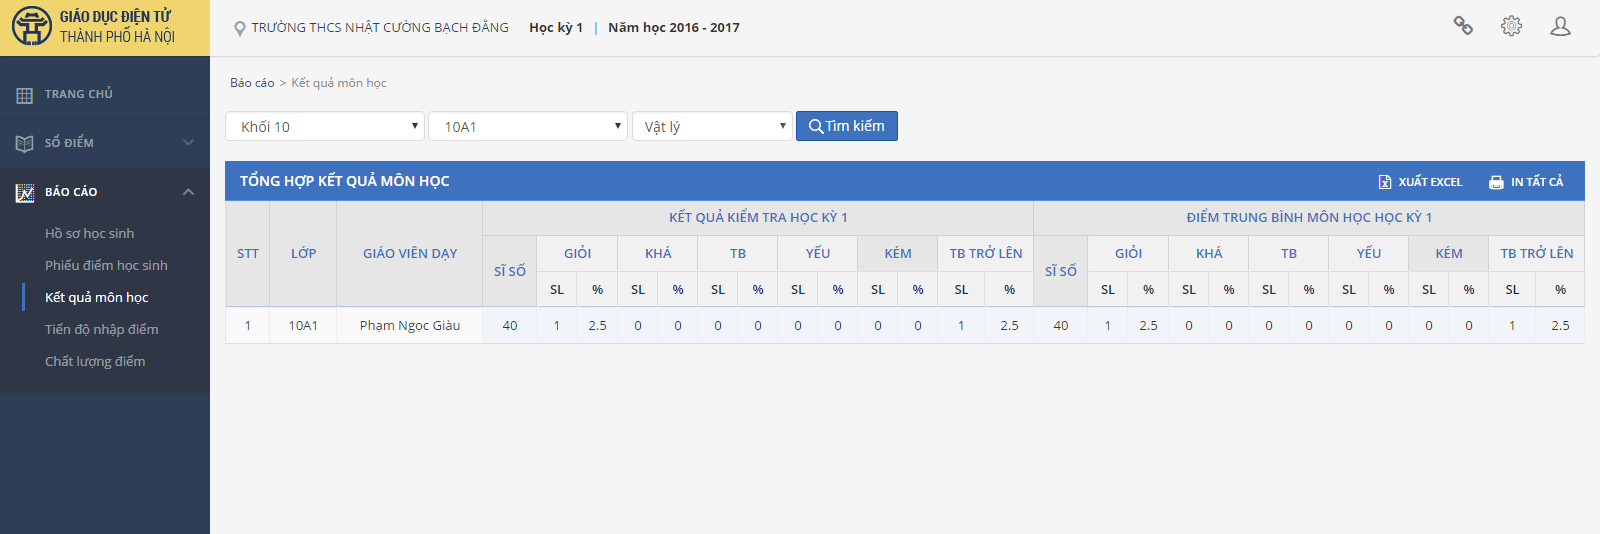 GIÁO DỤC ĐIỆN TỬ
THÀNH PHỐ HÀ NỘI
TRƯỜNG THCS NHẬT CƯỜNG BẠCH ĐẰNG Học kỳ 1 | Năm học 2016 - 2017
TRANG CHỦ
SỔ ĐIỂM
BÁO CÁO
Hồ sơ học sinh
Phiếu điểm học sinh
Kết quả môn học
Tiến độ nhập điểm
Chất lượng điểm
Báo cáo > Kết quả môn học
Khối 10 10A1 Vật lý Tìm kiếm
TỔNG HỢP KẾT QUẢ MÔN HỌC XUẤT EXCEL IN TẤT CẢ
KẾT QUẢ KIỂM TRA HỌC KỲ 1 ĐIỂM TRUNG BÌNH MÔN HỌC HỌC KỲ 1
STT LỚP GIÁO VIÊN DẠY SĨ SỐ GIỎI KHÁ TB YẾU KÉM TB TRỞ LÊN SĨ SỐ GIỎI KHÁ TB YẾU KÉM TB TRỞ LÊN
SL % SL % SL % SL % SL % SL % SL % SL % SL % SL % SL % SL %
1 10A1 Phạm Ngọc Giàu 40 1 2.5 0 0 0 0 0 0 0 0 1 2.5 40 1 2.5 0 0 0 0 0 0 0 0 1 2.5